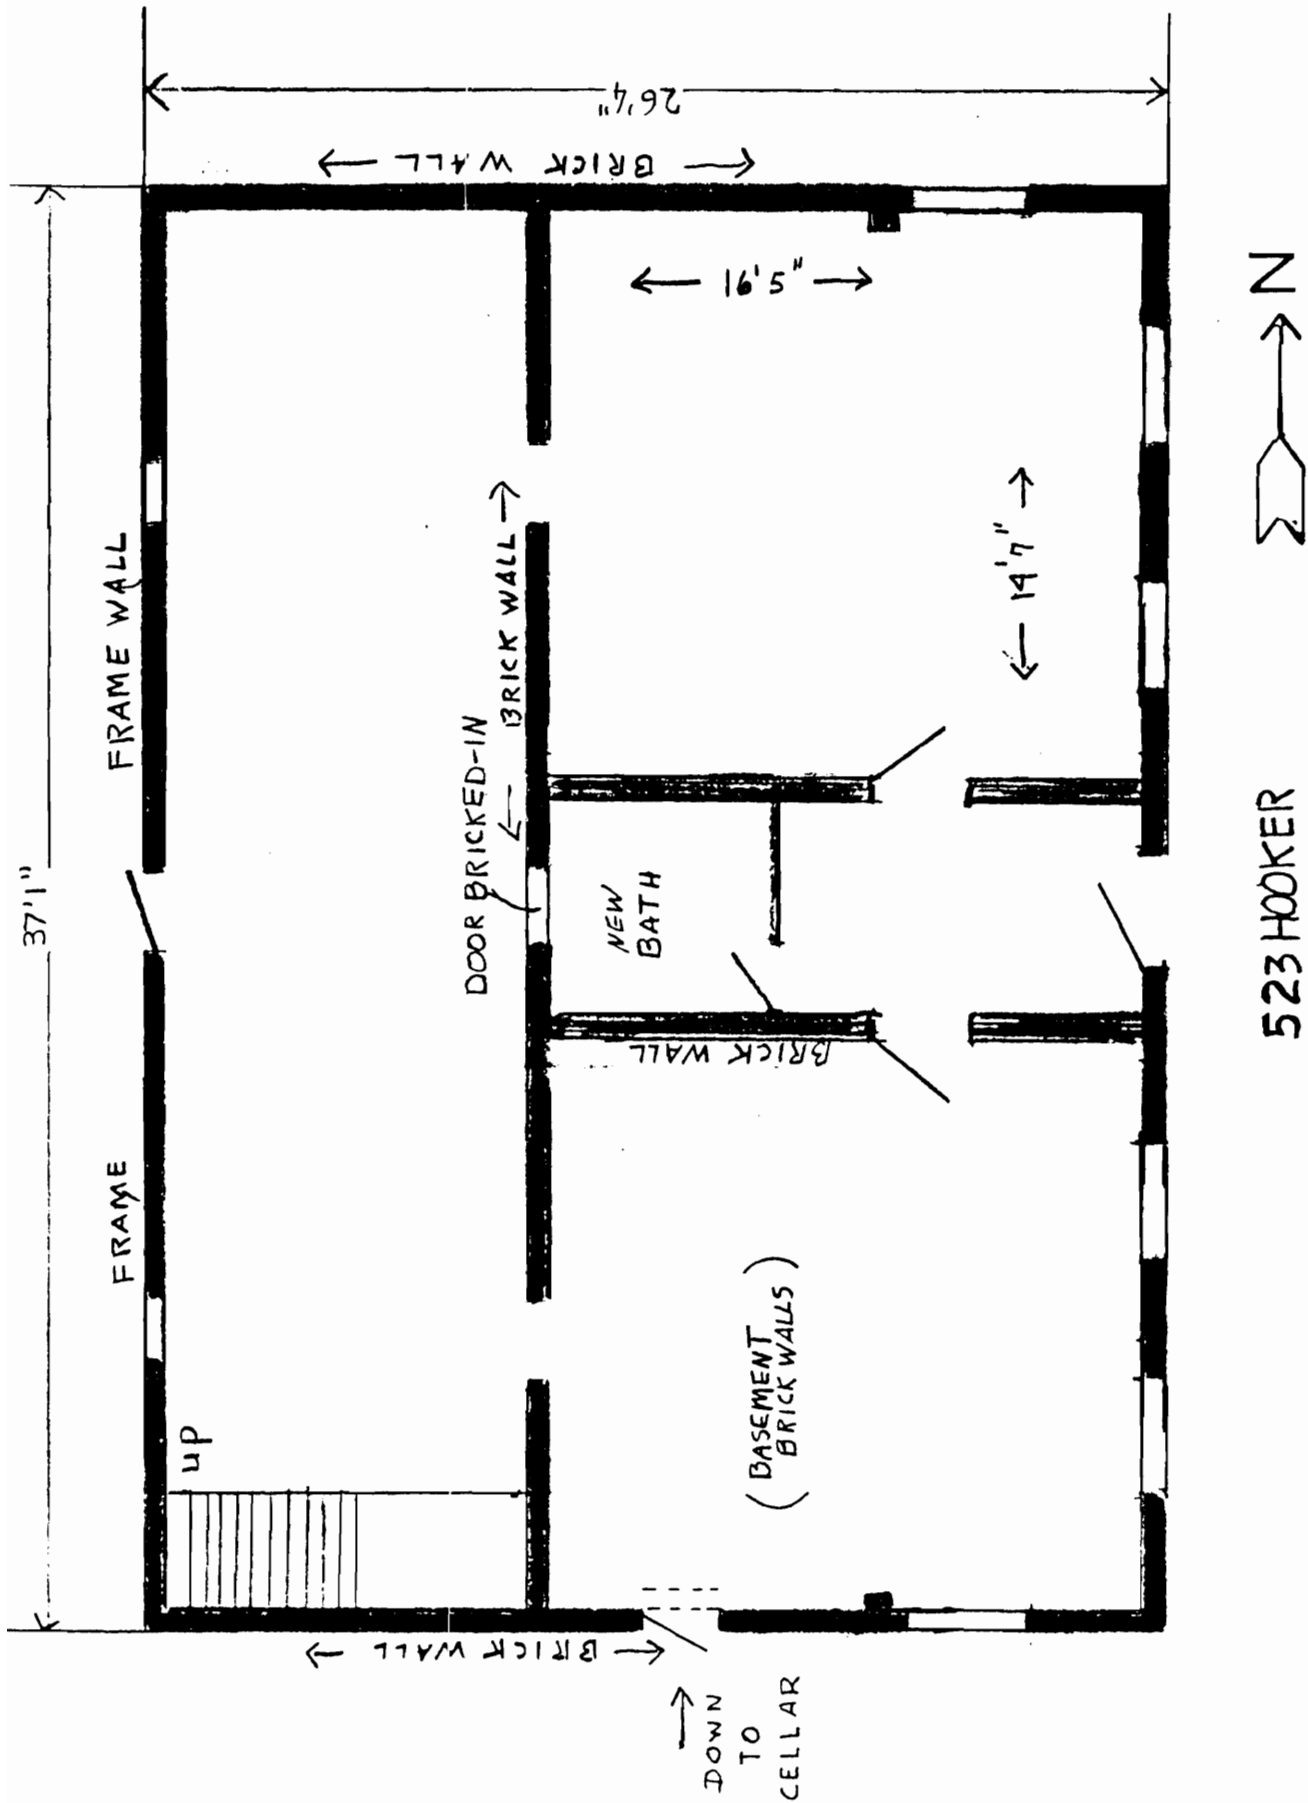 26'4"
BRICK WALL
37'1"
16'5"
N
FRAME WALL
BRICK WALL
14'7"
DOOR BRICKED-IN
NEW
BATH
523 HOOKER
BRICK WALL
FRAME
(BASEMENT
BRICK WALLS)
up
BRICK WALL
DOWN
TO
CELLAR